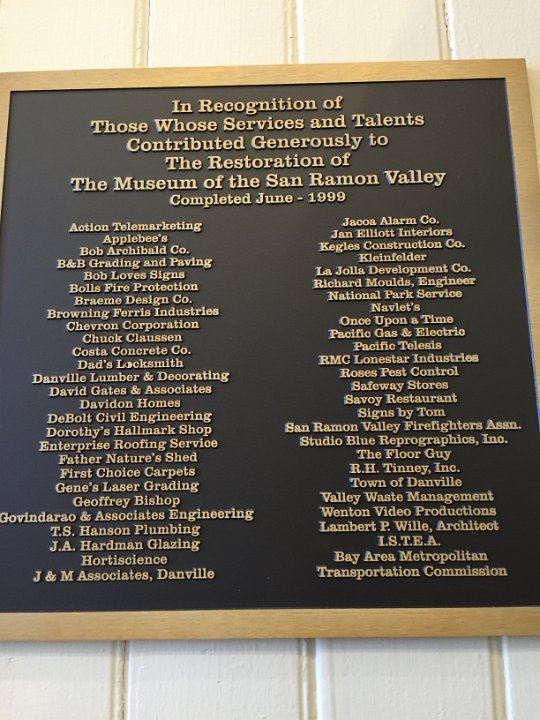 In Recognition of
Those Whose Services and Talents
Contributed Generously to
The Restoration of
The Museum of the San Ramon Valley
Completed June - 1999
Action Telemarketing
Applebee's
Bob Archibald Co.
B&B Grading and Paving
Bob Loves Signs
Bolls Fire Protection
Braeme Design Co.
Browning Ferris Industries
Chevron Corporation
Chuck Claussen
Costa Concrete Co.
Dad's Locksmith
Danville Lumber & Decorating
David Gates & Associates
Davidon Homes
DeBolt Civil Engineering
Dorothy's Hallmark Shop
Enterprise Roofing Service
Father Nature's Shed
First Choice Carpets
Gene's Laser Grading
Geoffrey Bishop
Govindarao & Associates Engineering
T.S. Hanson Plumbing
J.A. Hardman Glazing
Hortiscience
J & M Associates, Danville
Jacoa Alarm Co.
Jan Elliott Interiors
Kegles Construction Co.
Kleinfelder
La Jolla Development Co.
Richard Moulds, Engineer
National Park Service
Navlet's
Once Upon a Time
Pacific Gas & Electric
Pacific Telesis
RMC Lonestar Industries
Roses Pest Control
Safeway Stores
Savoy Restaurant
Signs by Tom
San Ramon Valley Firefighters Assn.
Studio Blue Reprographics, Inc.
The Floor Guy
R.H. Tinney, Inc.
Town of Danville
Valley Waste Management
Wenton Video Productions
Lambert P. Wille, Architect
I.S.T.E.A.
Bay Area Metropolitan
Transportation Commission